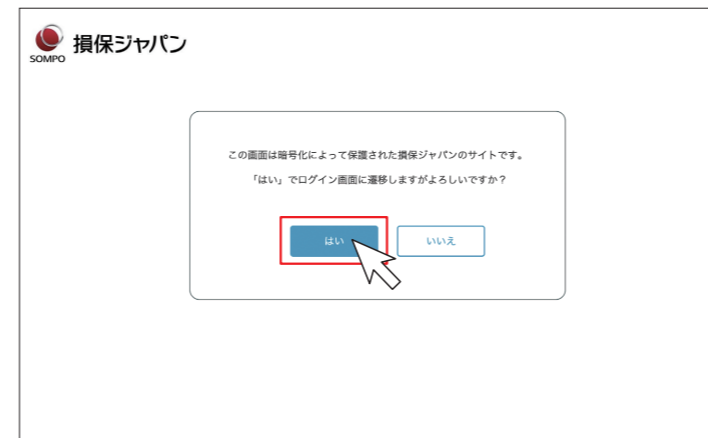 SOMPO 損保ジャパン
この画面は暗号化によって保護された損保ジャパンのサイトです。
「はい」でログイン画面に遷移しますがよろしいですか？
はい いいえ